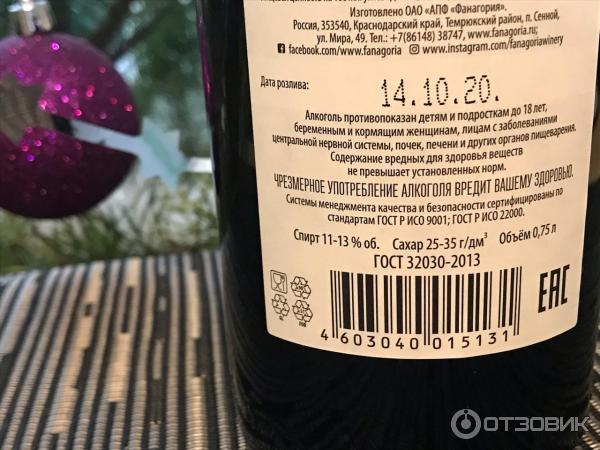 Изготовлено ОАО «АПФ «Фанагория».
Россия, 353540, Краснодарский край, Темрюкский район, п. Сенной,
ул. Мира, 49. Тел.: +7(86148) 38747, www.fanagoria.ru;
facebook.com/www.fanagoria www.instagram.com/fanagoriawinery
Дата розлива:
14.10.20.
Алкоголь противопоказан детям и подросткам до 18 лет,
беременным и кормящим женщинам, лицам с заболеваниями
центральной нервной системы, почек, печени и других органов пищеварения.
Содержание вредных для здоровья веществ
не превышает установленных норм.
ЧРЕЗМЕРНОЕ УПОТРЕБЛЕНИЕ АЛКОГОЛЯ ВРЕДИТ ВАШЕМУ ЗДОРОВЬЮ.
Системы менеджмента качества и безопасности сертифицированы по
стандартам ГОСТ Р ИСО 9001; ГОСТ Р ИСО 22000.
Спирт 11-13 % об. Сахар 25-35 г/дм³ Объём 0,75 л
ГОСТ 32030-2013
EAC
4 603040 015131
ОТЗОВИК